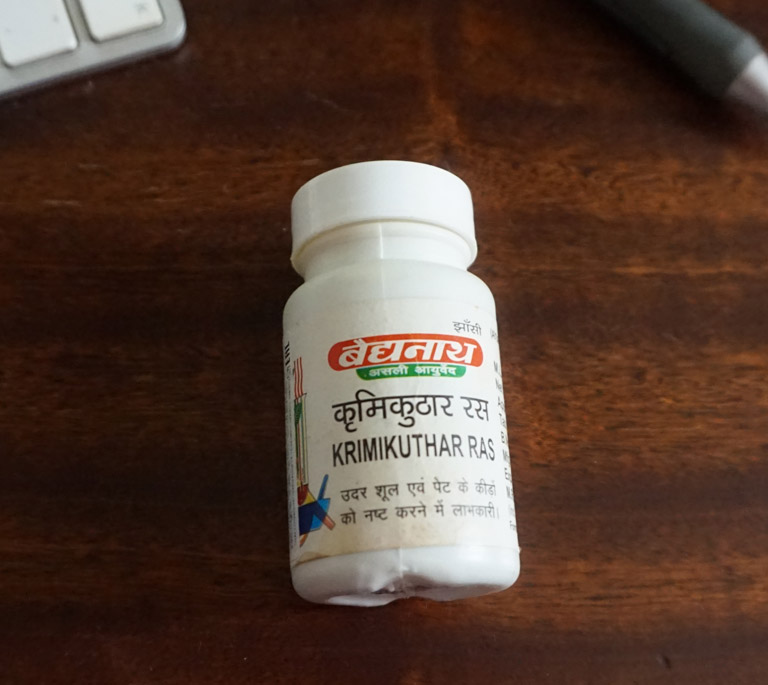 झाँसी
बैद्यनाथ
असली आयुर्वेद
कृमिकुठार रस
KRIMIKUTHAR RAS
उदर शूल एवं पेट के कीड़ों
को नष्ट करने में लाभकारी।